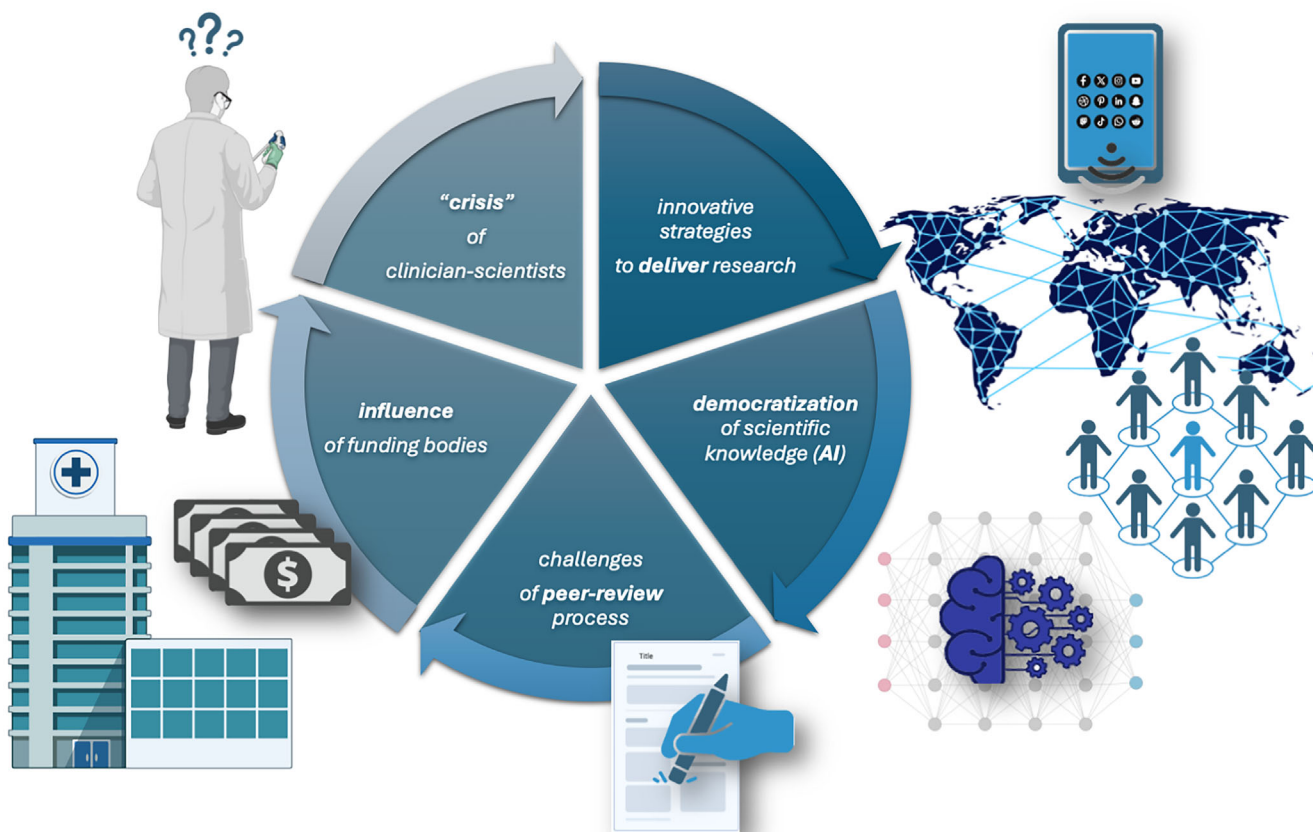 ???
"crisis"
of
clinician-scientists
innovative
strategies
to deliver research
democratization
of scientific
knowledge (AI)
challenges
of peer-review
process
influence
of funding bodies
$
Title